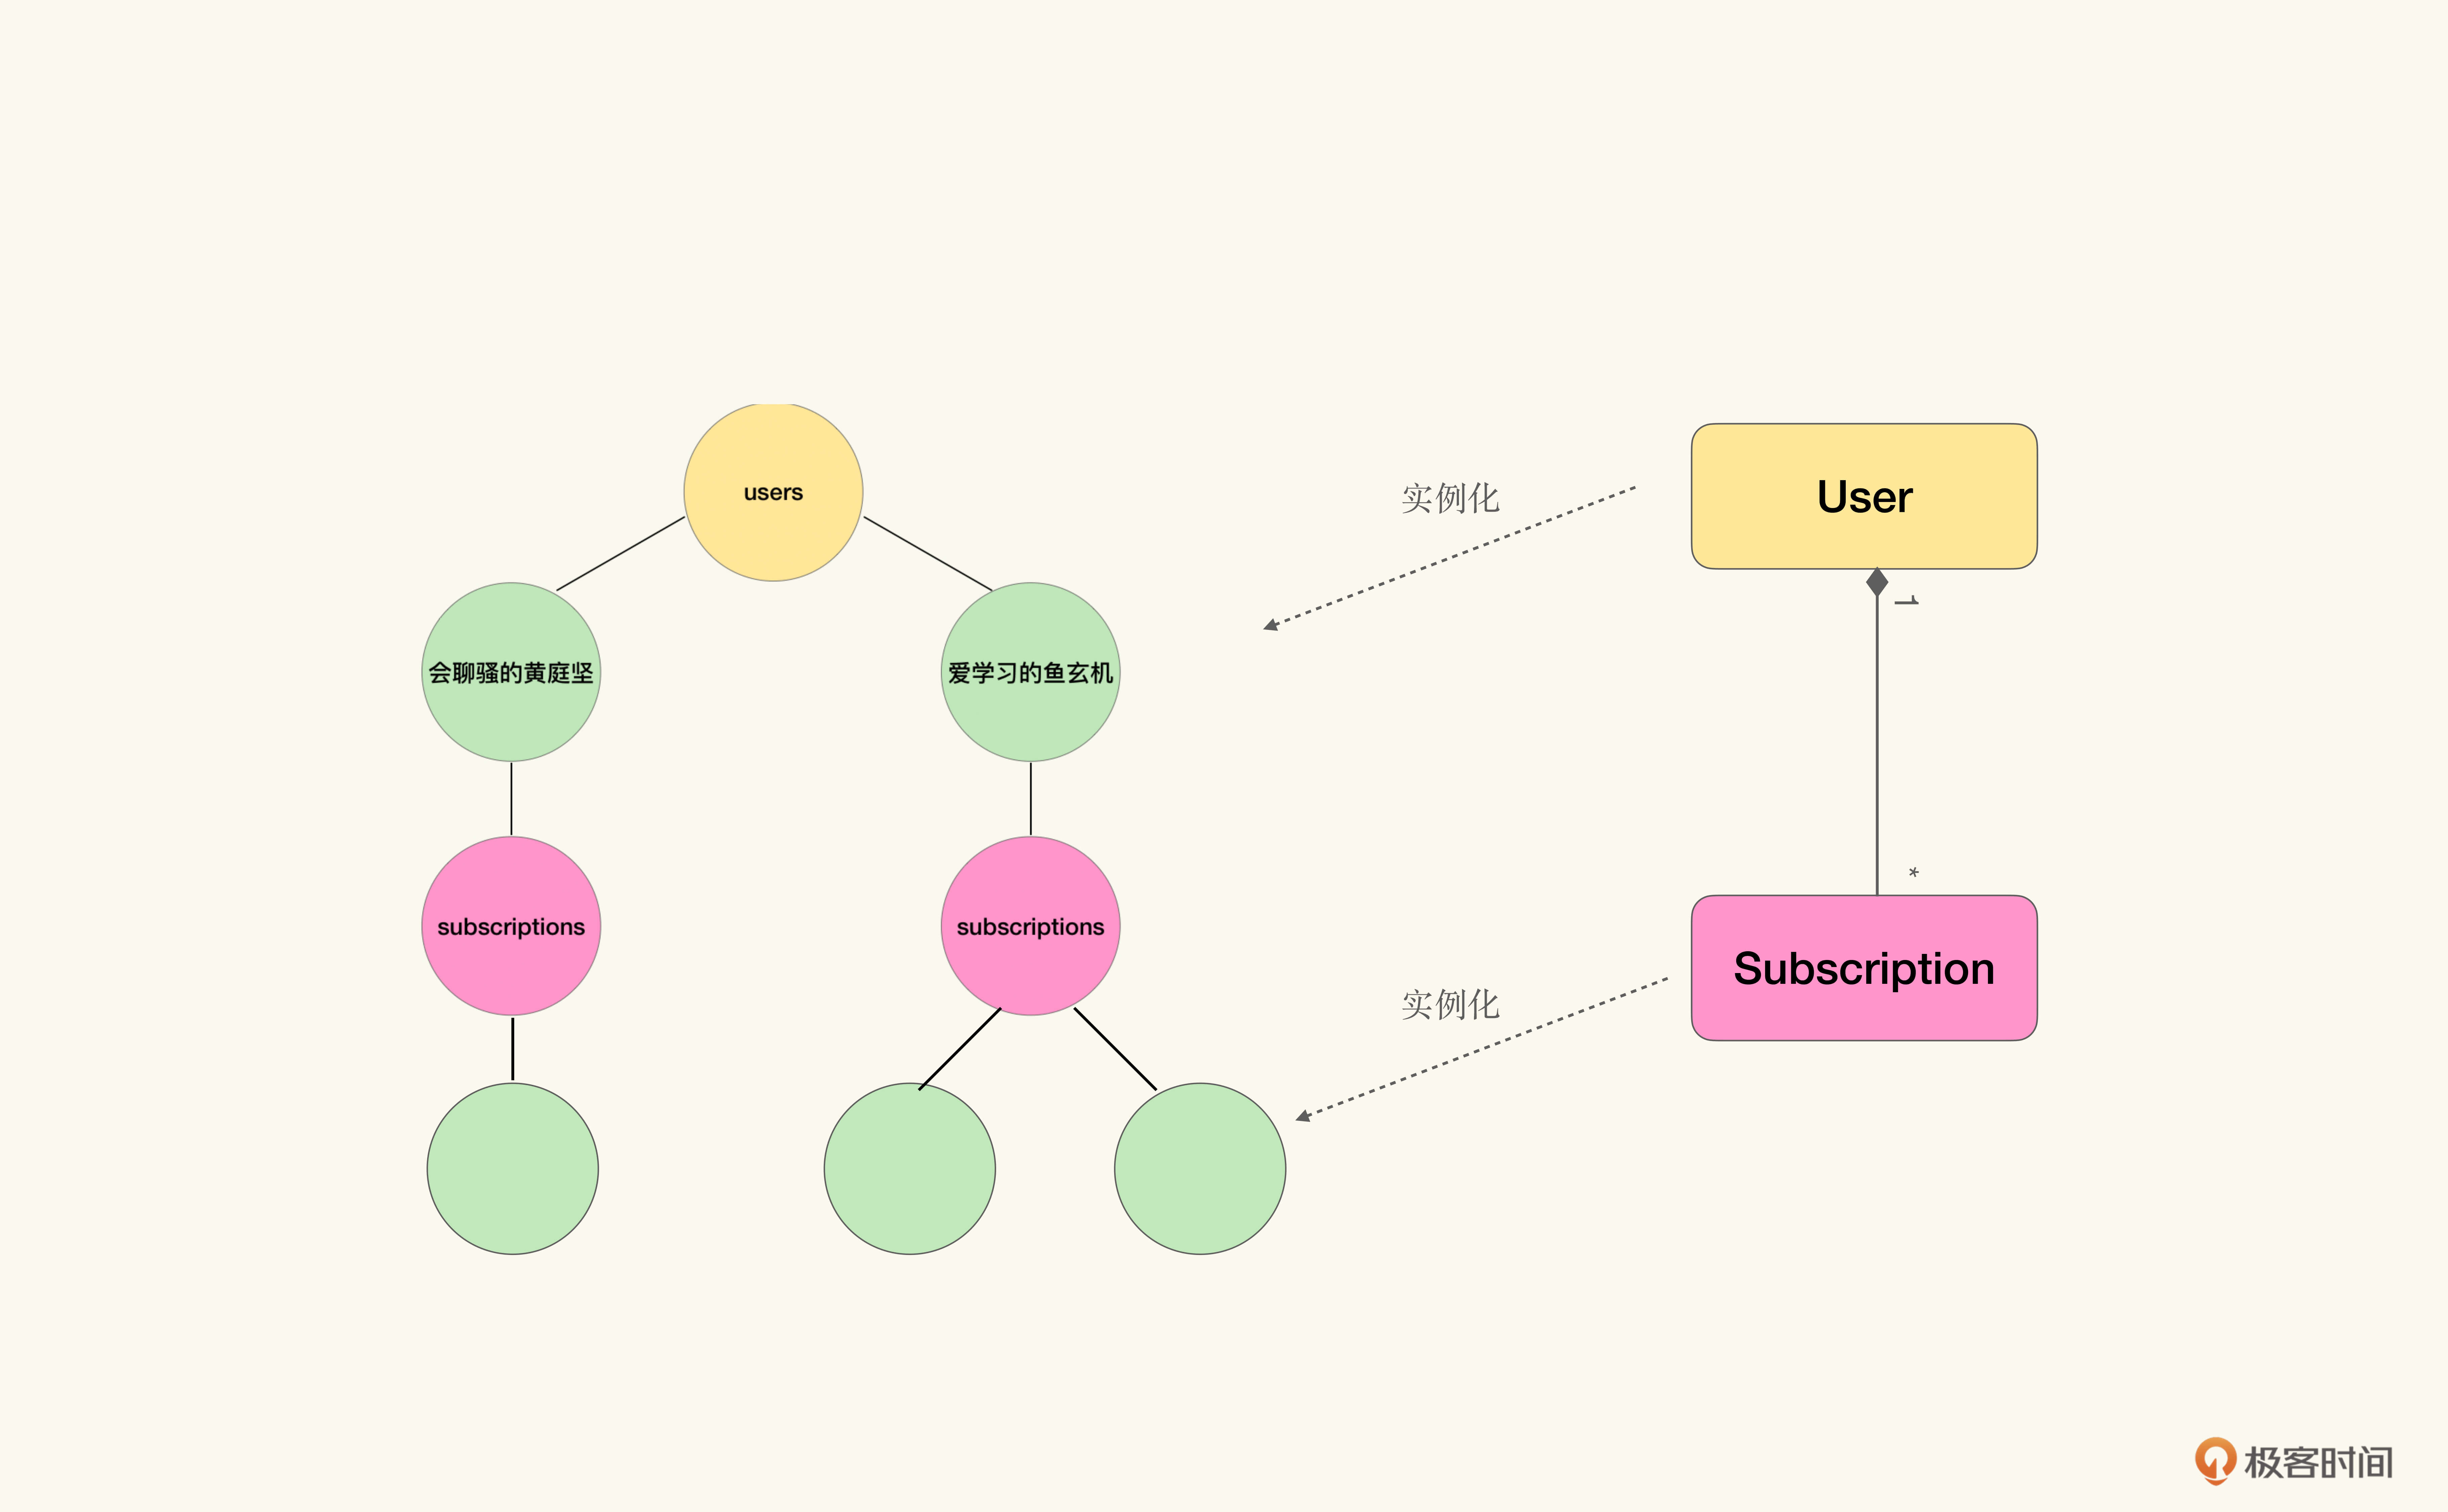 users
User
实例化
1
会聊骚的黄庭坚
爱学习的鱼玄机
*
subscriptions
subscriptions
Subscription
实例化
极客时间